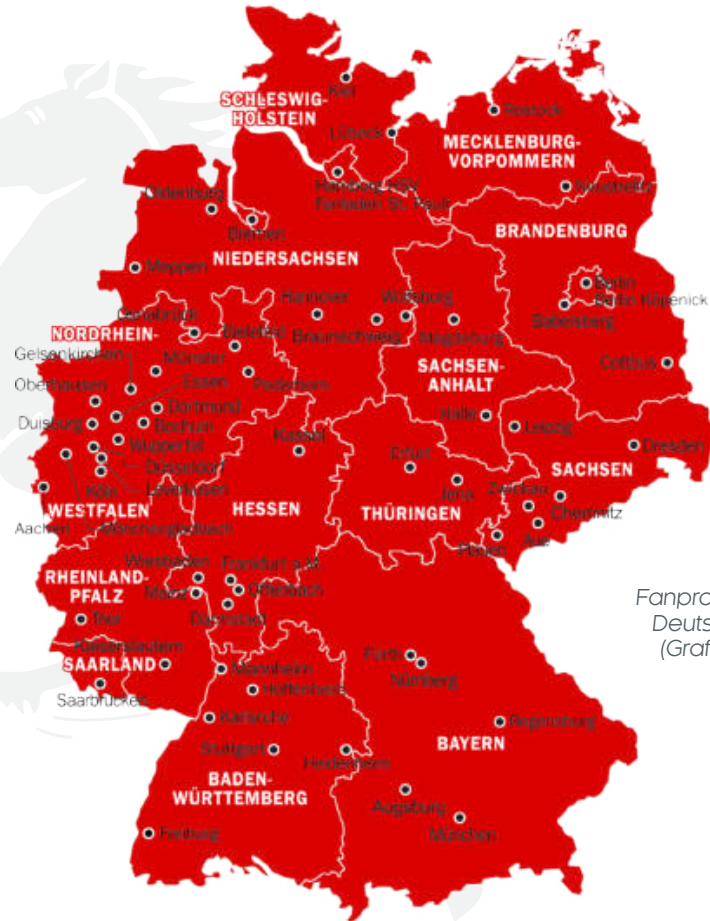 Kiel
SCHLESWIG-
HOLSTEIN
Rostock
Lübeck
MECKLENBURG-
VORPOMMERN
Hamburg HSV
Fanladen St. Pauli
Neustrelitz
Oldenburg
Bremen
BRANDENBURG
NIEDERSACHSEN
Meppen
Berlin
Berlin Köpenick
Hannover
Wolfsburg
Babelsberg
Osnabrück
Braunschweig
Magdeburg
NORDRHEIN-
Bielefeld
Gelsenkirchen
Münster
Cottbus
SACHSEN-
ANHALT
Essen
Paderborn
Oberhausen
Dortmund
Halle
Duisburg
Bochum
Leipzig
Wuppertal
Kassel
Dresden
Düsseldorf
Erfurt
SACHSEN
Köln
Leverkusen
Jena
Zwickau
WESTFALEN
HESSEN
THÜRINGEN
Chemnitz
Aachen
Mönchengladbach
Aue
Plauen
Wiesbaden
Frankfurt a.M.
RHEINLAND-
PFALZ
Mainz
Offenbach
Darmstadt
Trier
Kaiserslautern
SAARLAND
Mannheim
Fürth
Nürnberg
Saarbrücken
Hoffenheim
Karlsruhe
Regensburg
Stuttgart
Heidenheim
BAYERN
BADEN-
WÜRTTEMBERG
Augsburg
München
Freiburg
Fanpro
Deuts
(Graf